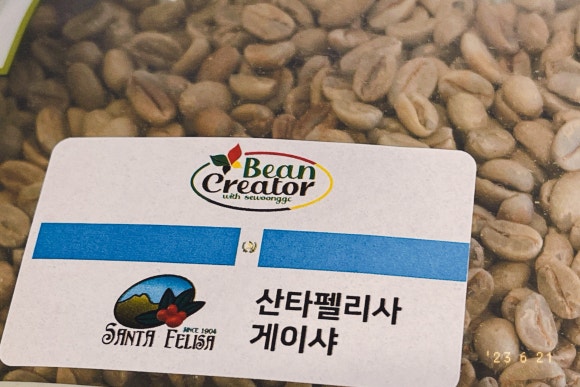 Bean
Creator
with sewoonggc
SINCE 1904
SANTA FELISA
산타펠리사
게이샤
'23 6 21